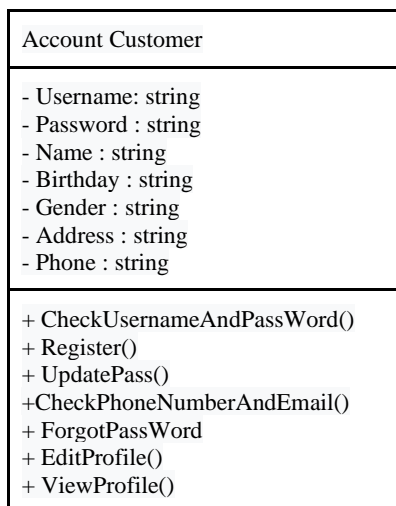 Account Customer
- Username: string
- Password : string
- Name : string
- Birthday : string
- Gender : string
- Address : string
- Phone : string
+ CheckUsernameAndPassWord()
+ Register()
+ UpdatePass()
+CheckPhoneNumberAndEmail()
+ ForgotPassWord
+ EditProfile()
+ ViewProfile()